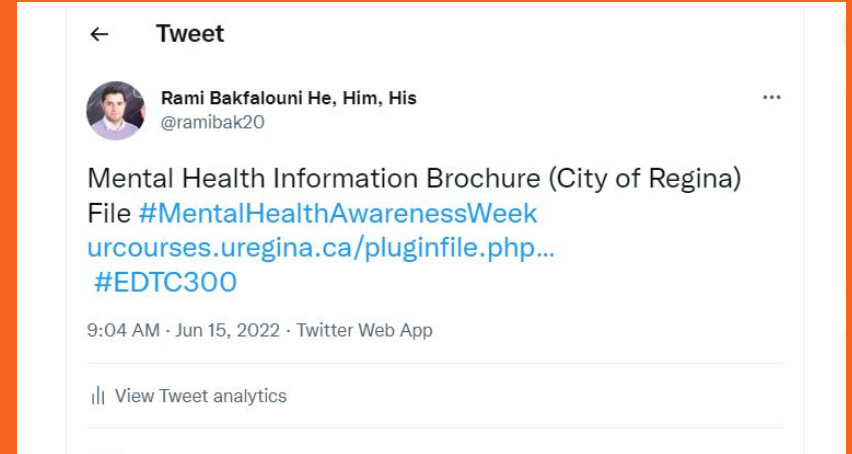 ← Tweet
Rami Bakfalouni He, Him, His
@ramibak20
Mental Health Information Brochure (City of Regina)
File #MentalHealthAwarenessWeek
urcourses.uregina.ca/pluginfile.php…
#EDTC300
9:04 AM · Jun 15, 2022 · Twitter Web App
View Tweet analytics